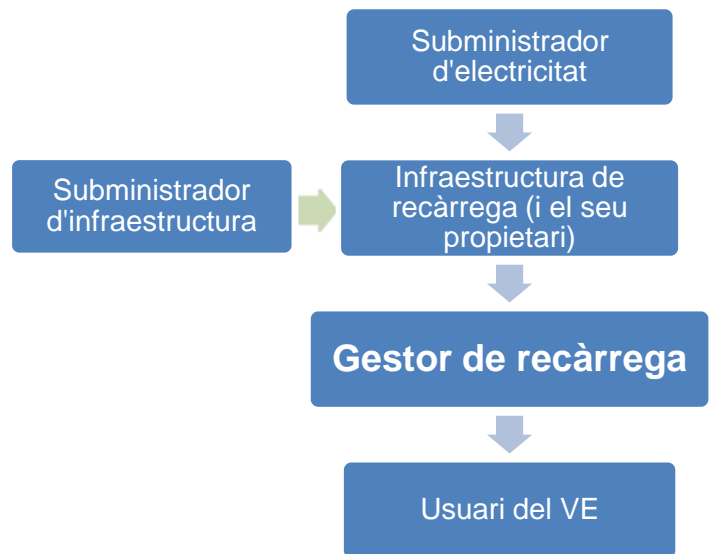 Subministrador
d'electricitat
Subministrador
d'infraestructura
Infraestructura de
recàrrega (i el seu
propietari)
Gestor de recàrrega
Usuari del VE